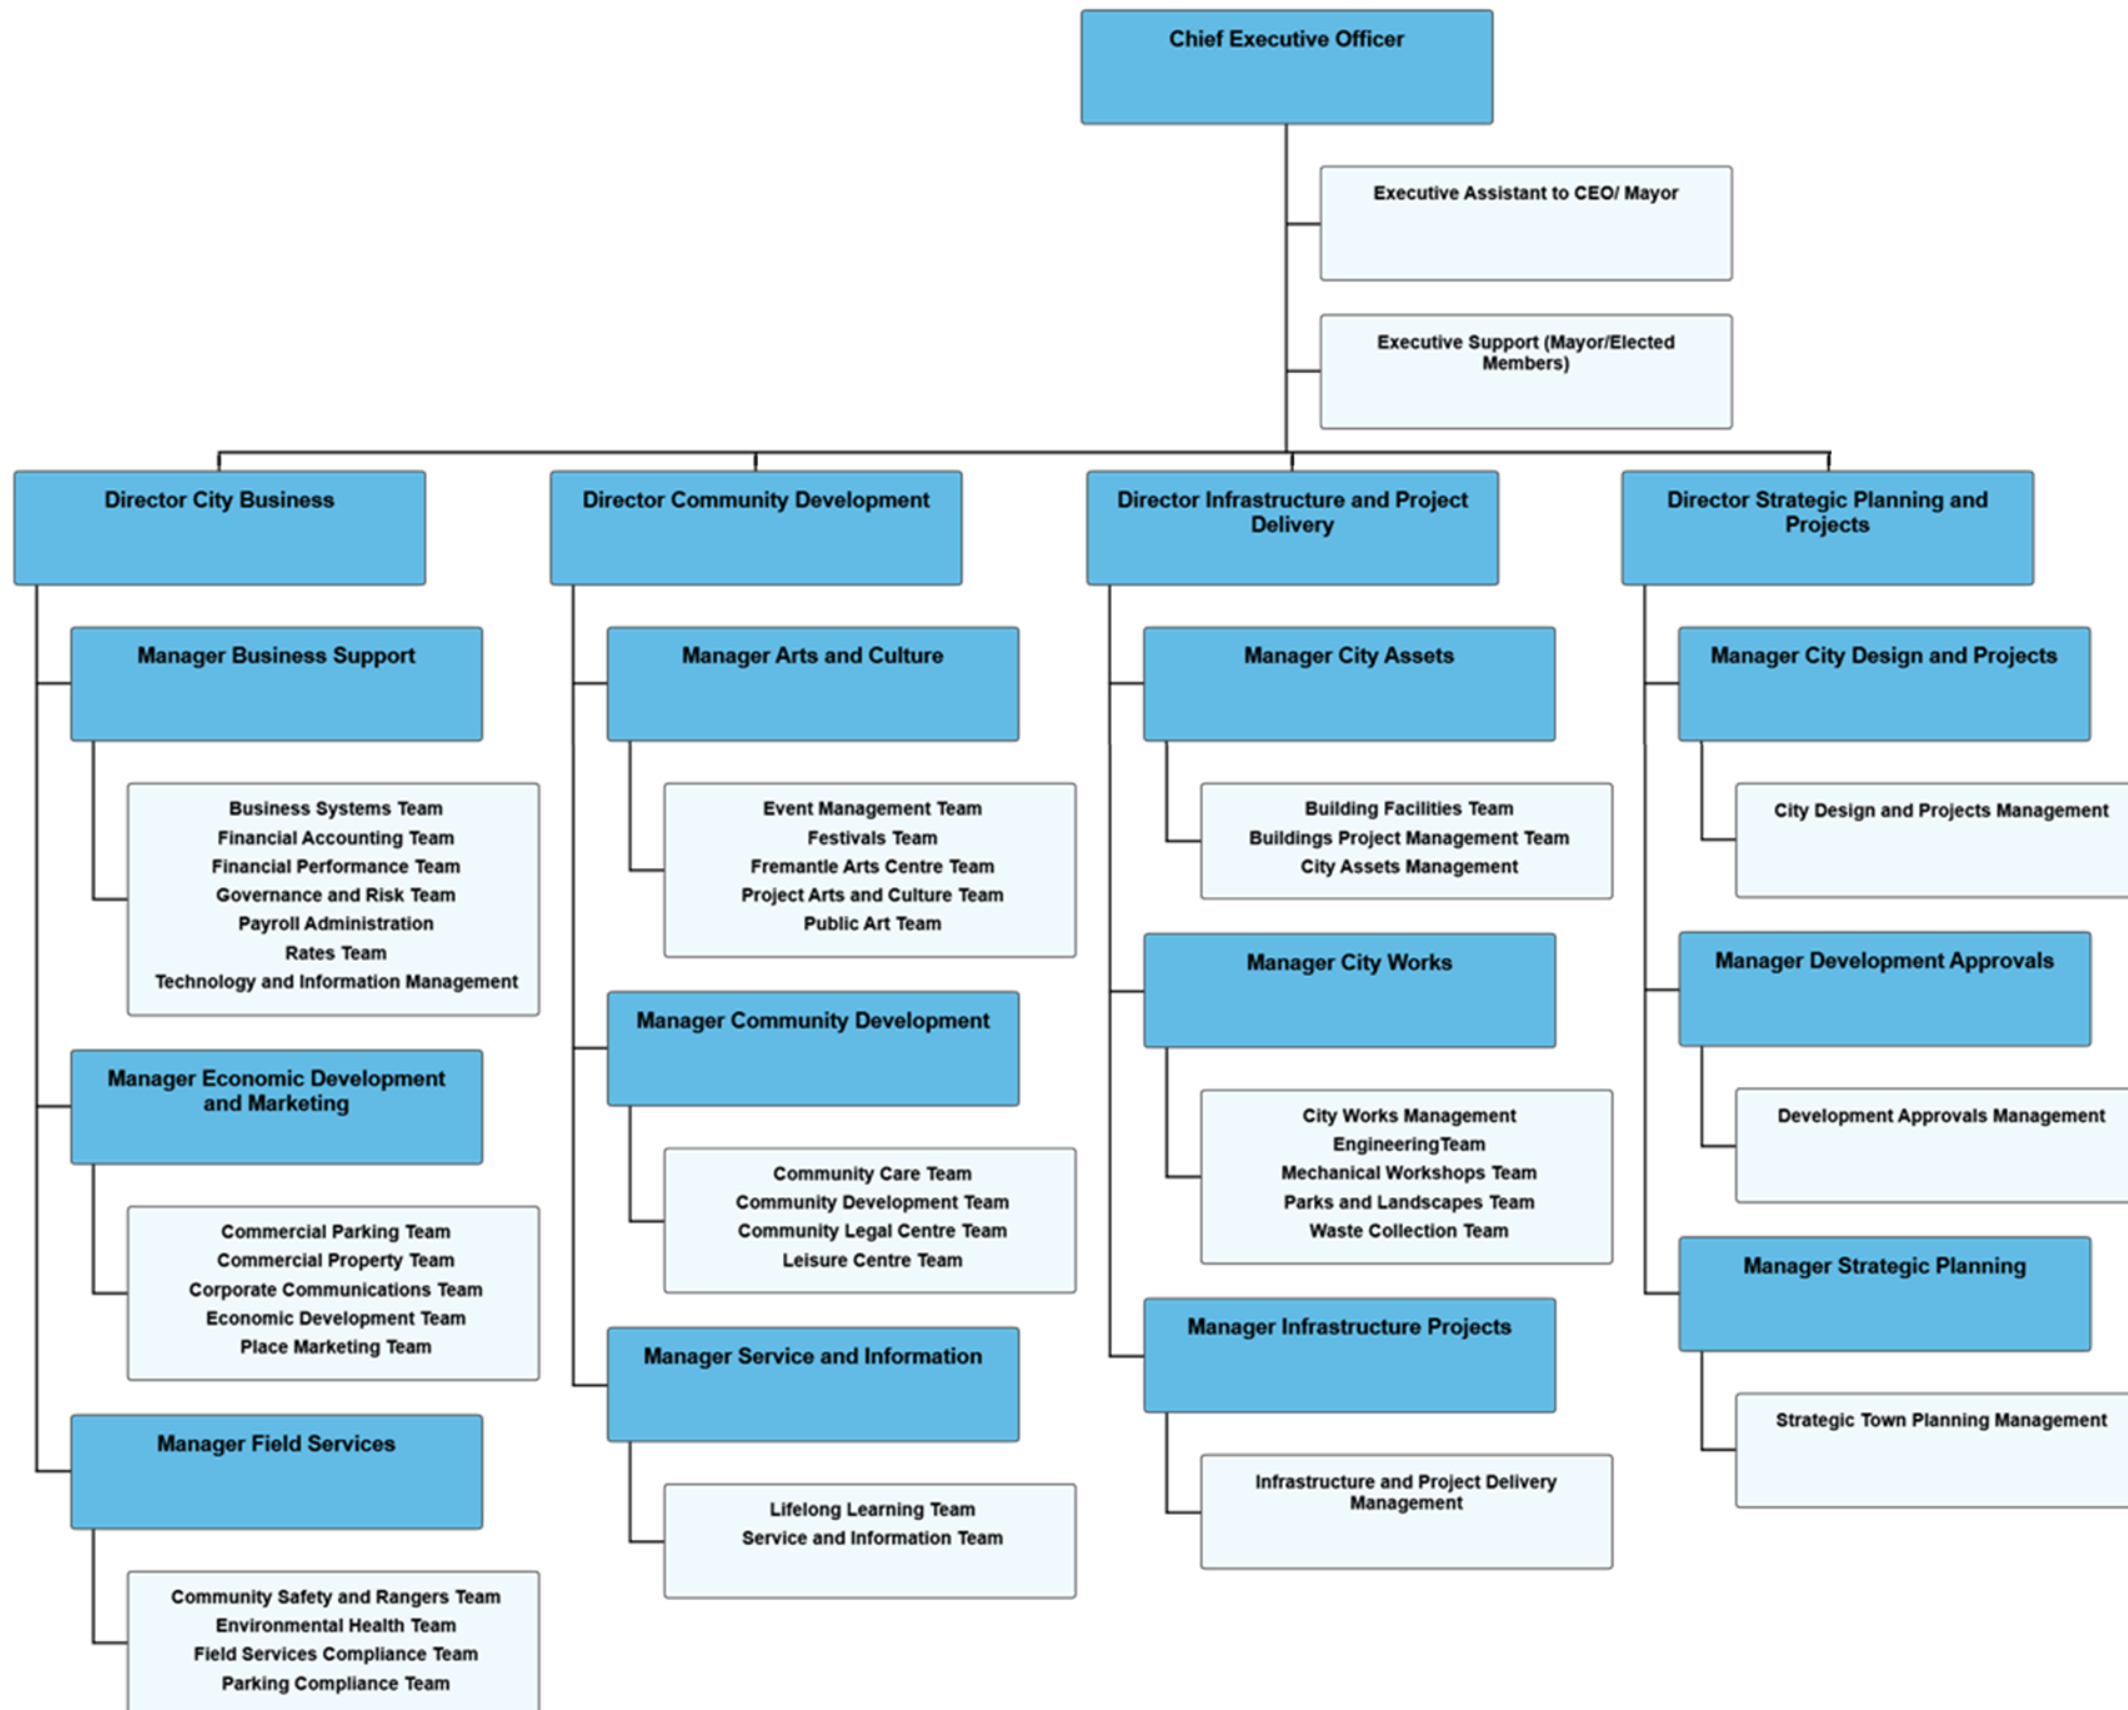 Chief Executive Officer
Executive Assistant to CEO/ Mayor
Executive Support (Mayor/Elected
Members)
Director City Business
Manager Business Support
Business Systems Team
Financial Accounting Team
Financial Performance Team
Governance and Risk Team
Payroll Administration
Rates Team
Technology and Information Management
Manager Economic Development
and Marketing
Commercial Parking Team
Commercial Property Team
Corporate Communications Team
Economic Development Team
Place Marketing Team
Manager Field Services
Community Safety and Rangers Team
Environmental Health Team
Field Services Compliance Team
Parking Compliance Team
Director Community Development
Manager Arts and Culture
Event Management Team
Festivals Team
Fremantle Arts Centre Team
Project Arts and Culture Team
Public Art Team
Manager Community Development
Community Care Team
Community Development Team
Community Legal Centre Team
Leisure Centre Team
Manager Service and Information
Lifelong Learning Team
Service and Information Team
Director Infrastructure and Project
Delivery
Manager City Assets
Building Facilities Team
Buildings Project Management Team
City Assets Management
Manager City Works
City Works Management
EngineeringTeam
Mechanical Workshops Team
Parks and Landscapes Team
Waste Collection Team
Manager Infrastructure Projects
Infrastructure and Project Delivery
Management
Director Strategic Planning and
Projects
Manager City Design and Projects
City Design and Projects Management
Manager Development Approvals
Development Approvals Management
Manager Strategic Planning
Strategic Town Planning Management